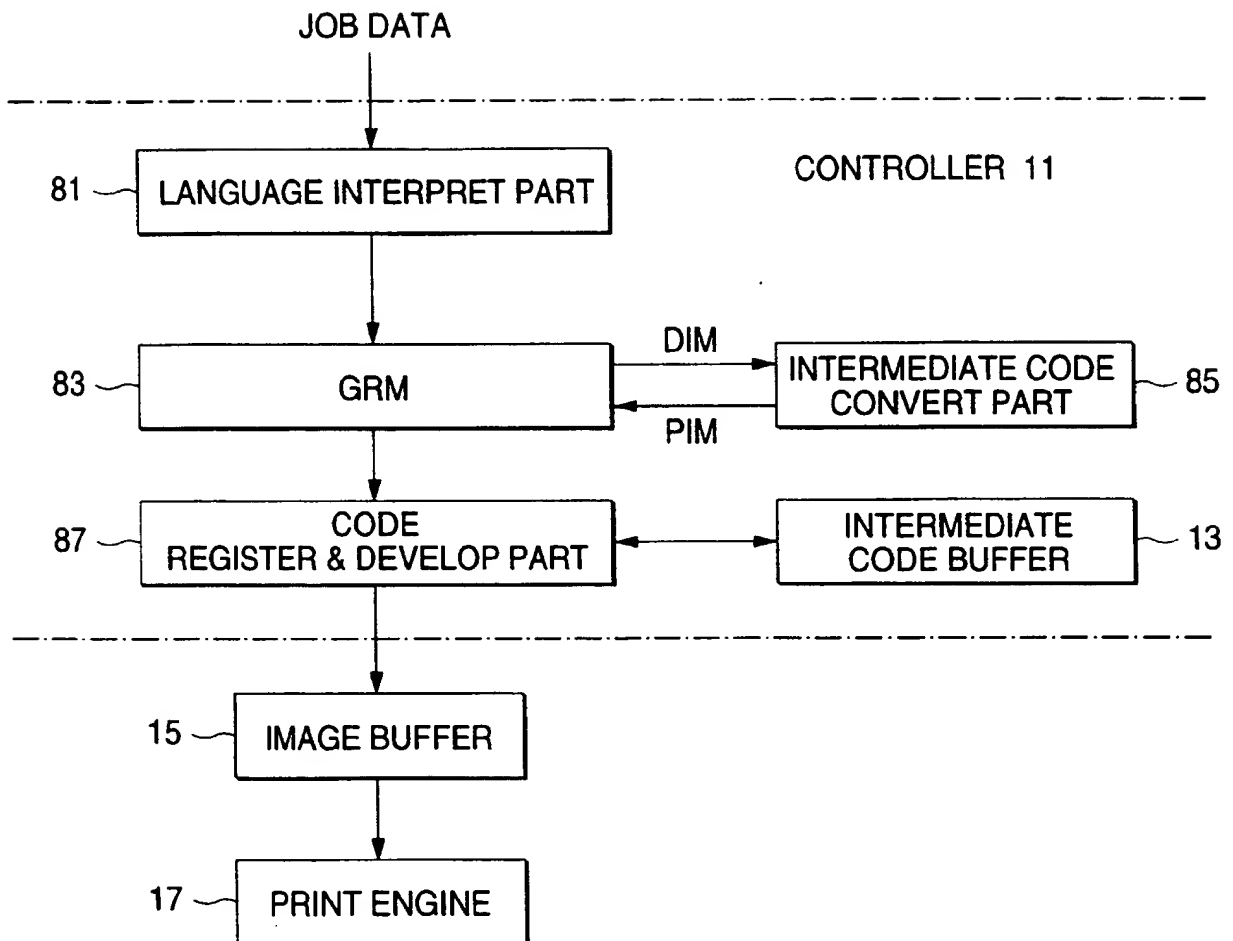 JOB DATA
CONTROLLER 11
81
LANGUAGE INTERPRET PART
83
GRM
DIM
PIM
INTERMEDIATE CODE
CONVERT PART
85
87
CODE
REGISTER & DEVELOP PART
INTERMEDIATE
CODE BUFFER
13
15
IMAGE BUFFER
17
PRINT ENGINE